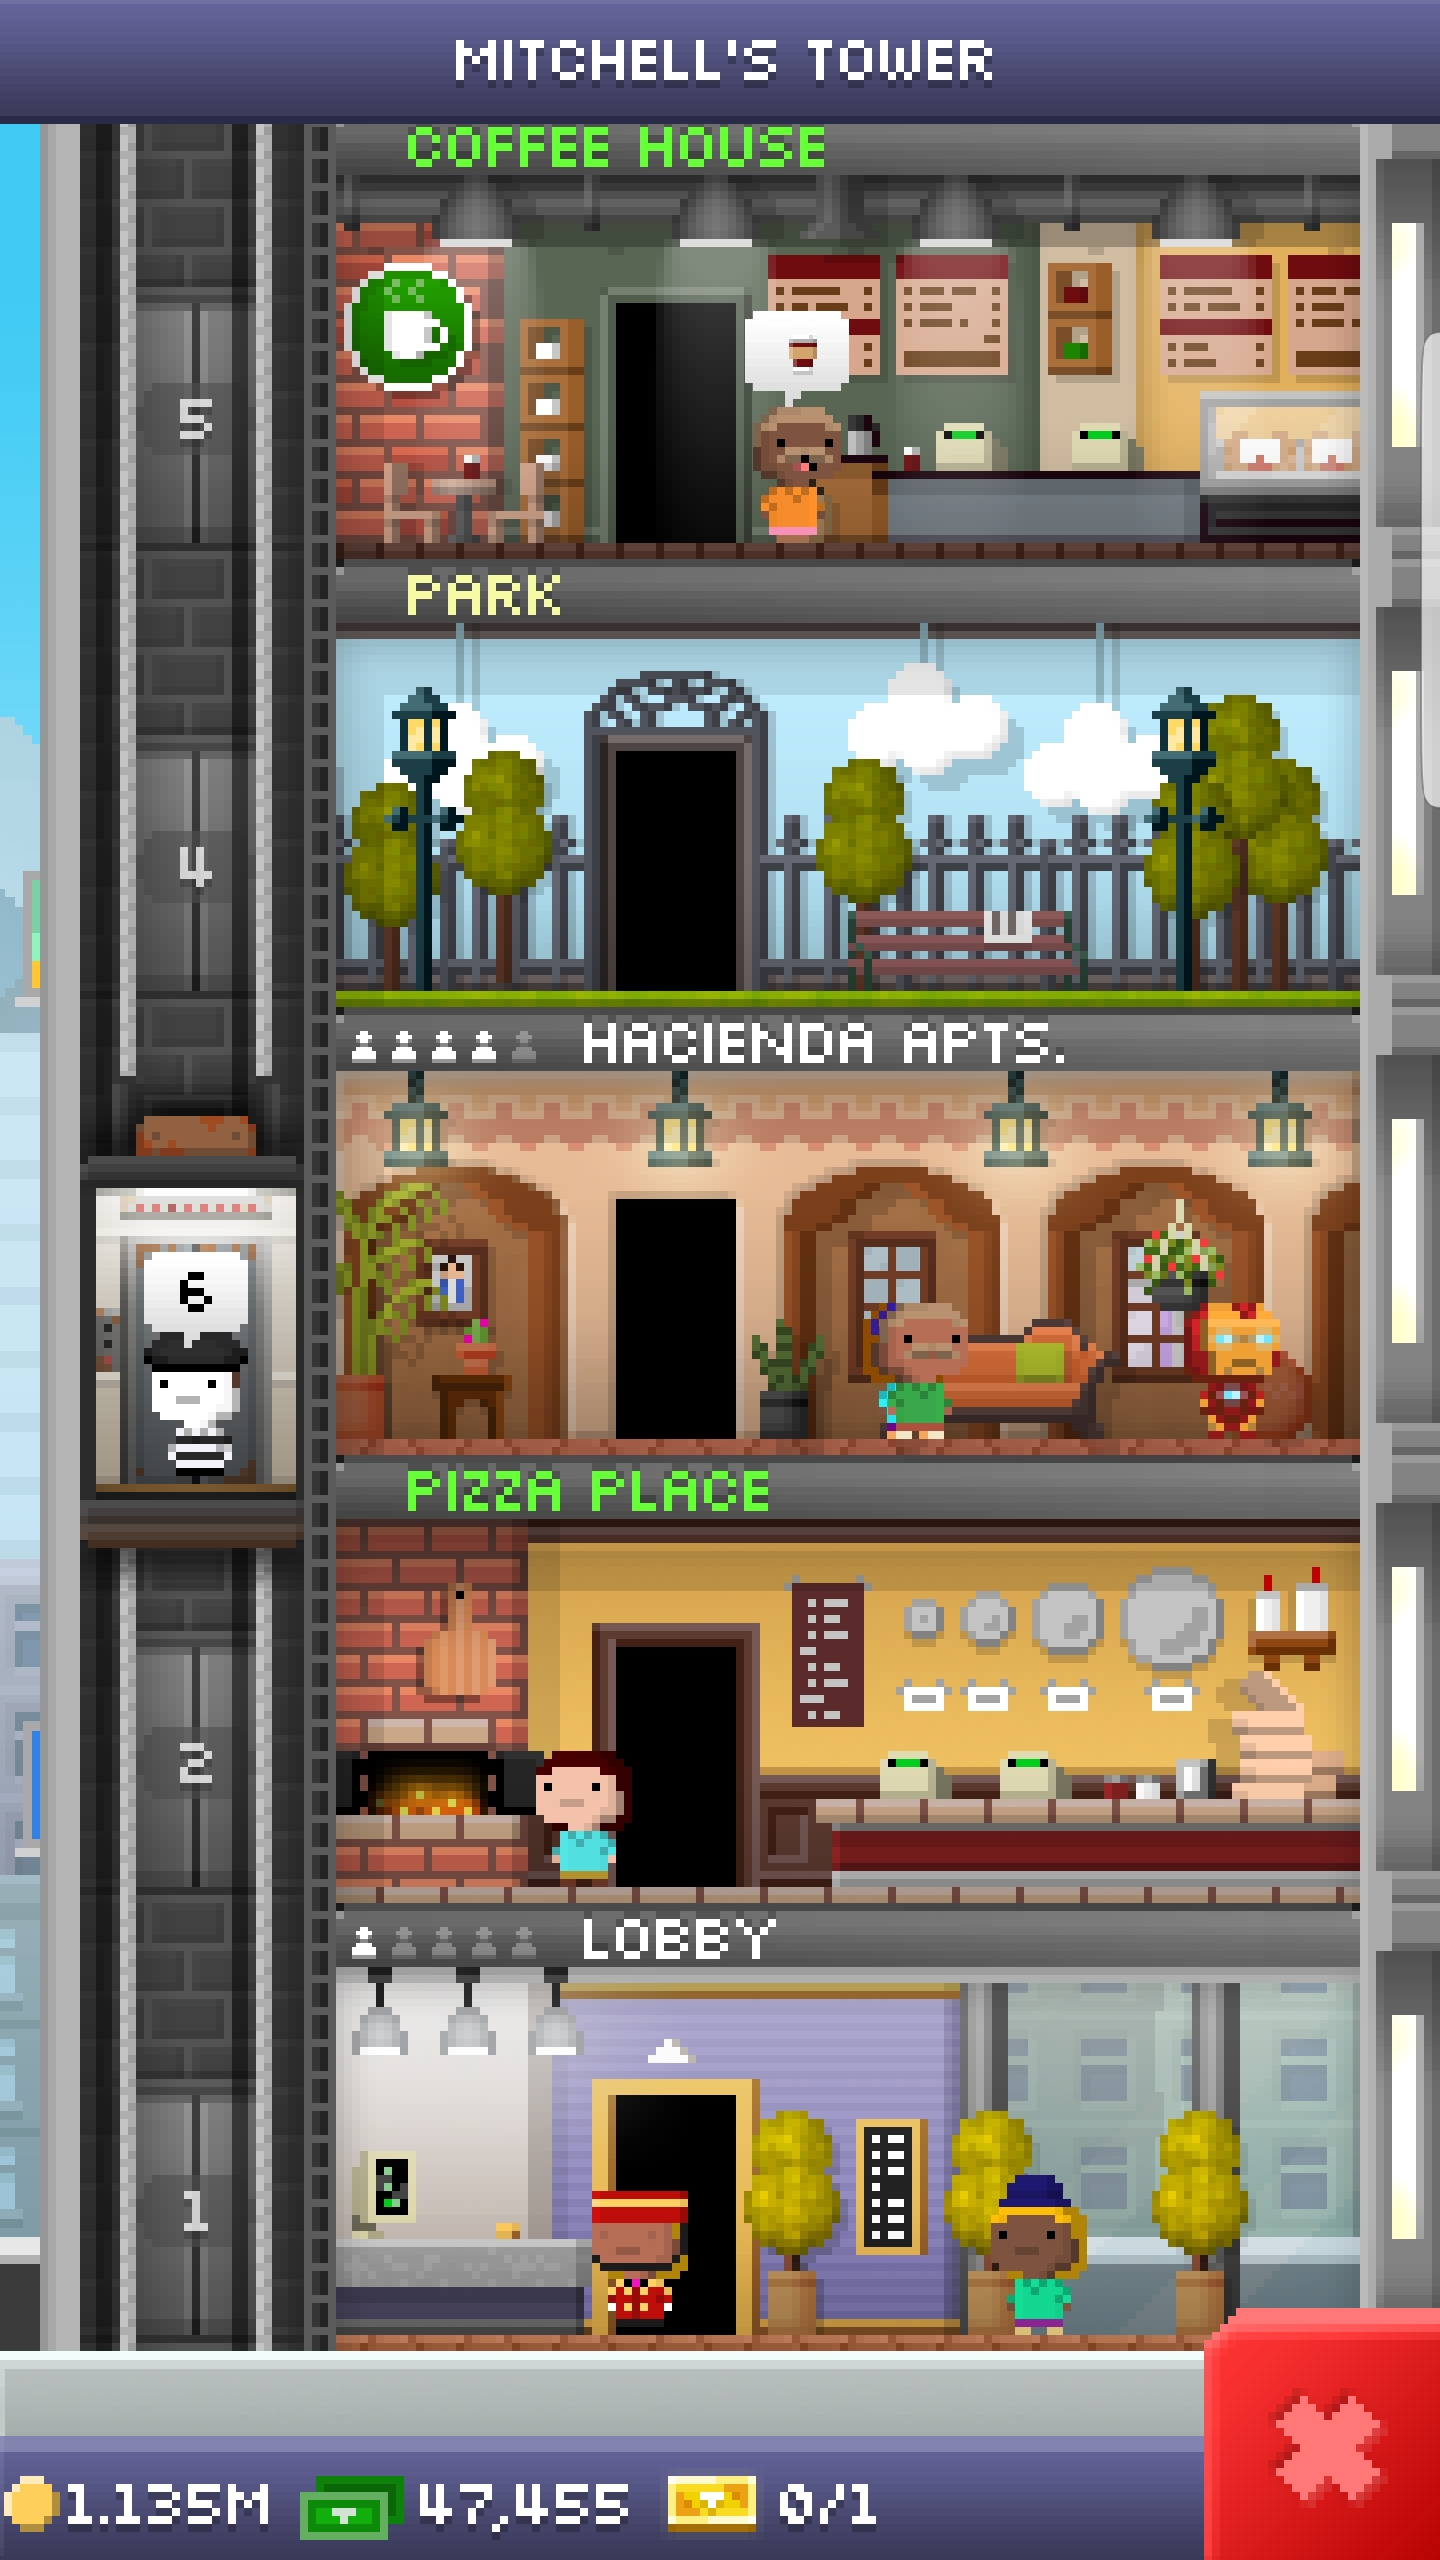 MITCHELL'S TOWER
COFFEE HOUSE
5
PARK
4
HACIENDA APTS.
6
PIZZA PLACE
2
LOBBY
1
1.135M 47,455 0/1